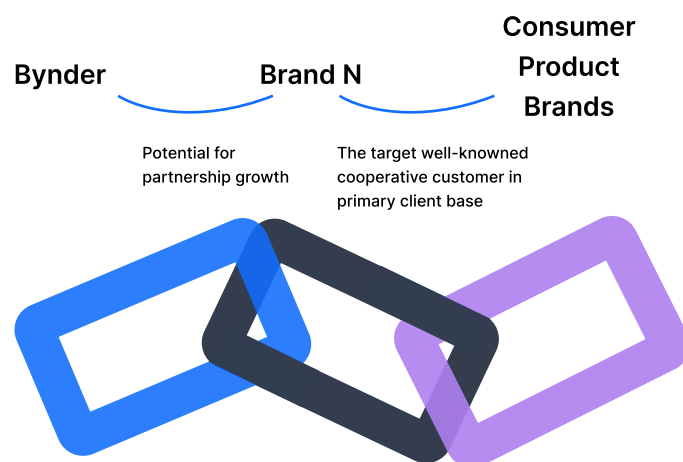 Bynder
Brand N
Consumer
Product
Brands
Potential for
partnership growth
The target well-knowned
cooperative customer in
primary client base